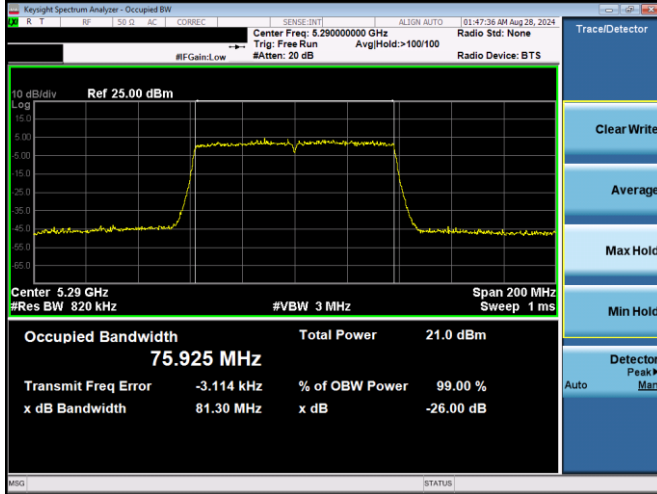 Keysight Spectrum Analyzer - Occupied BW
R T RF 50 Ω AC CORREC SENSE:INT ALIGN AUTO 01:47:36 AM Aug 28, 2024
Center Freq: 5.290000000 GHz Radio Std: None
Trig: Free Run Avg|Hold:>100/100
#IFGain:Low #Atten: 20 dB Radio Device: BTS
Trace/Detector
10 dB/div Ref 25.00 dBm
Log
15.0
5.00
-5.00
-15.0
-25.0
-35.0
-45.0
-55.0
-65.0
Center 5.29 GHz Span 200 MHz
#Res BW 820 kHz #VBW 3 MHz Sweep 1 ms
Occupied Bandwidth Total Power 21.0 dBm
75.925 MHz
Transmit Freq Error -3.114 kHz % of OBW Power 99.00 %
x dB Bandwidth 81.30 MHz x dB -26.00 dB
Clear Write
Average
Max Hold
Min Hold
Detector
Peak
Auto Man
MSG STATUS